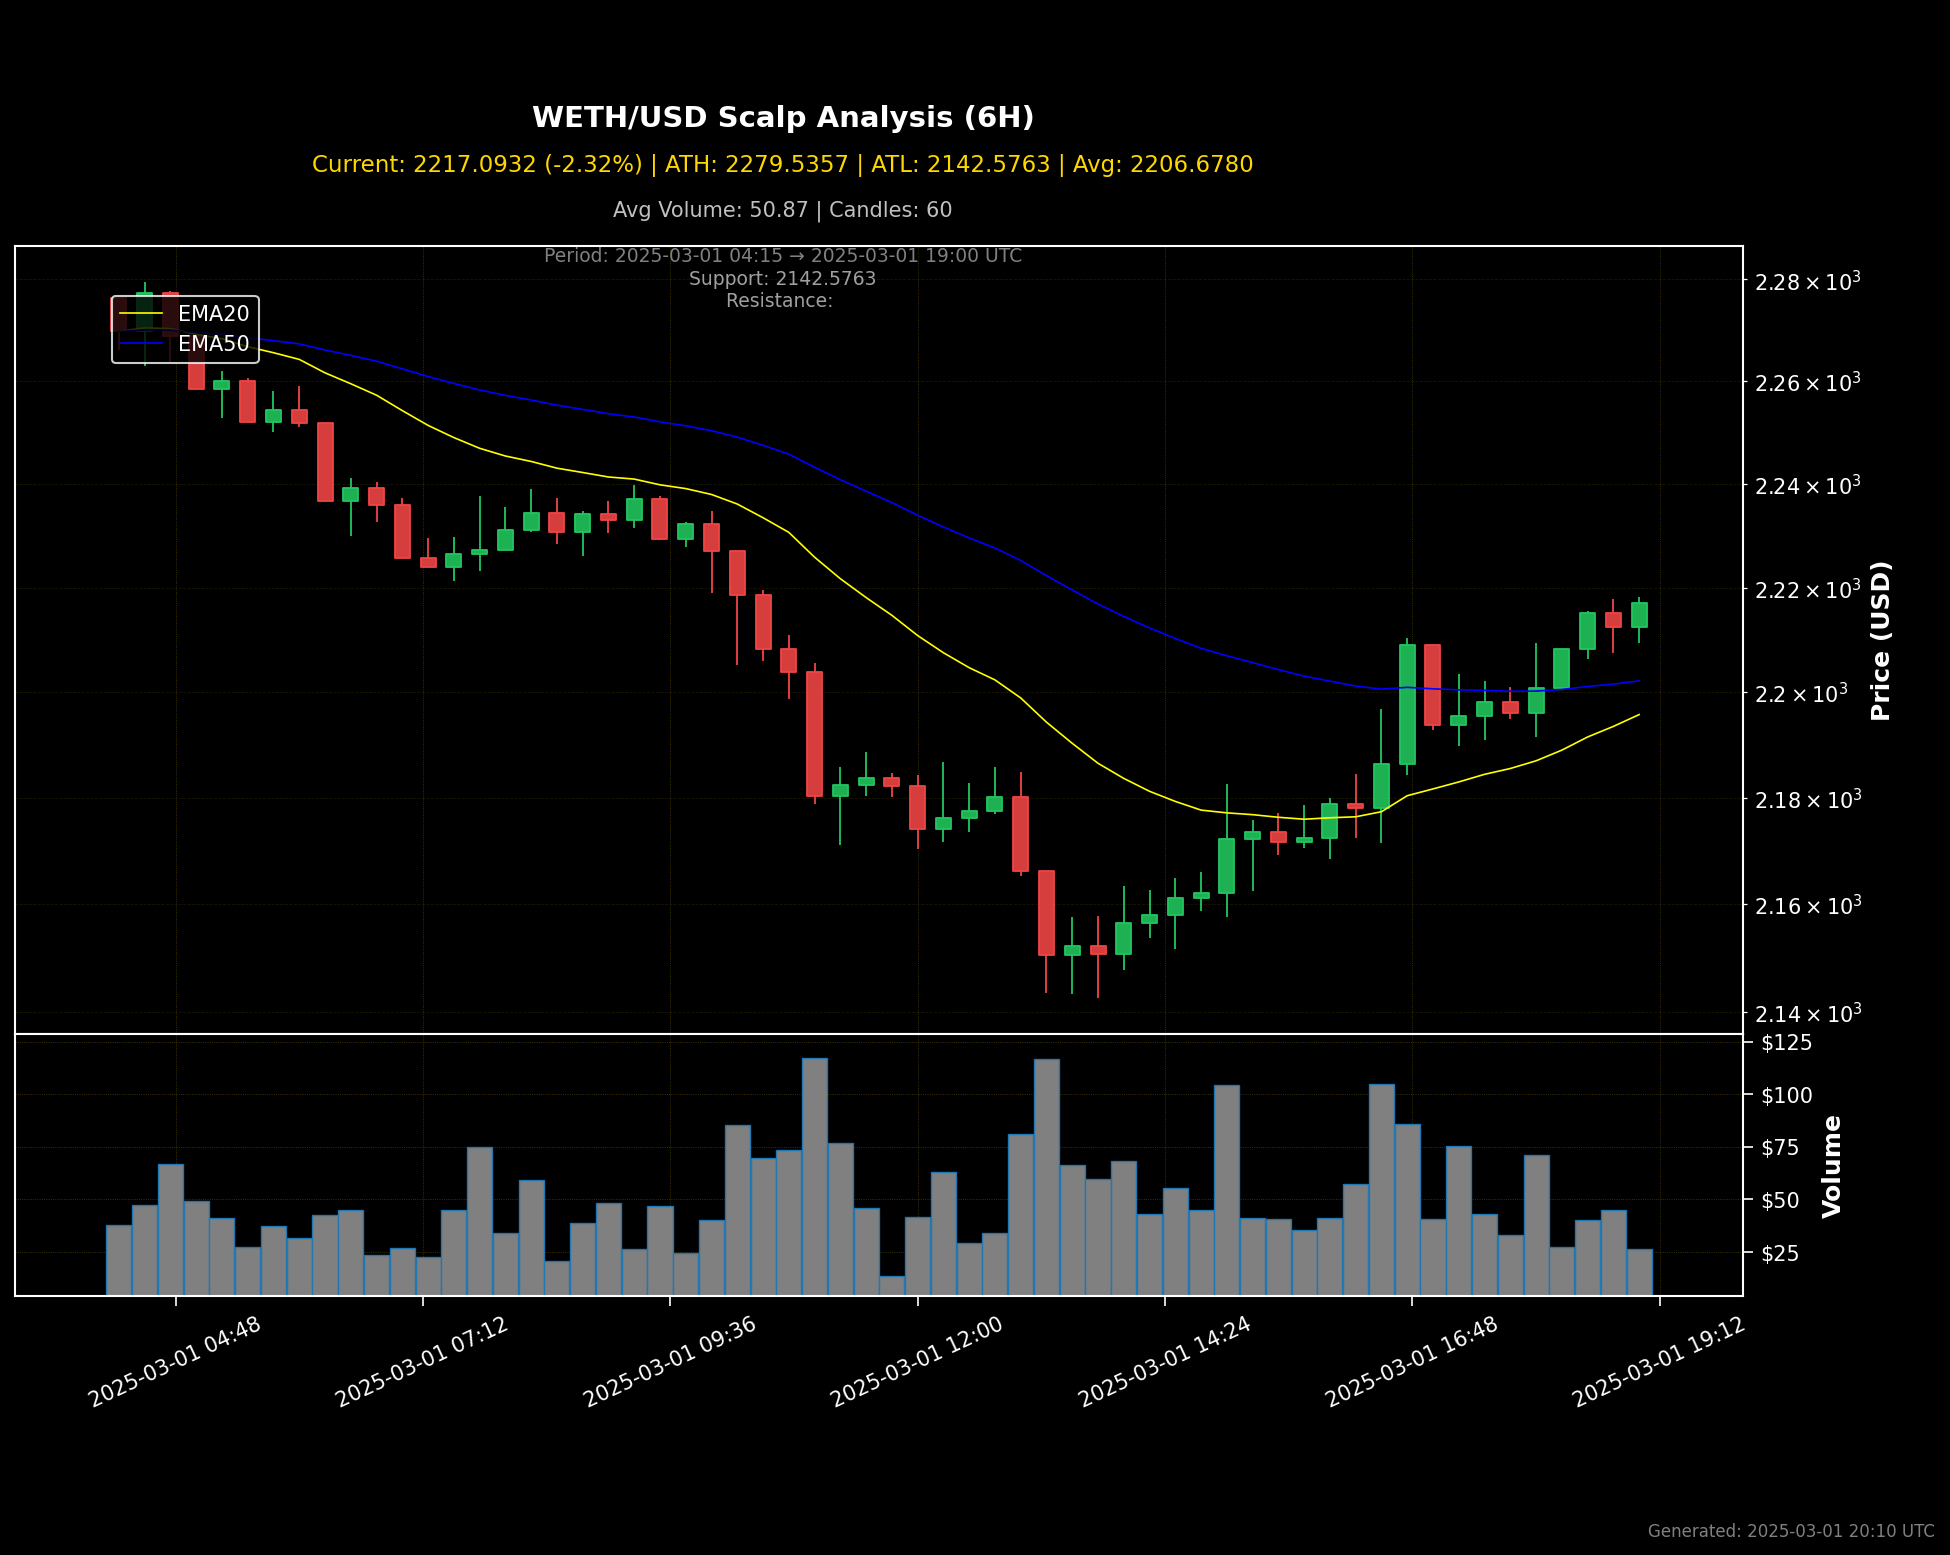 WETH/USD Scalp Analysis (6H)
Current: 2217.0932 (-2.32%) | ATH: 2279.5357 | ATL: 2142.5763 | Avg: 2206.6780
Avg Volume: 50.87 | Candles: 60
Period: 2025-03-01 04:15 → 2025-03-01 19:00 UTC
Support: 2142.5763
Resistance:
EMA20
EMA50
2.28 × 10³
2.26 × 10³
2.24 × 10³
2.22 × 10³
2.2 × 10³
2.18 × 10³
2.16 × 10³
2.14 × 10³
Price (USD)
$125
$100
$75
$50
$25
Volume
2025-03-01 04:48
2025-03-01 07:12
2025-03-01 09:36
2025-03-01 12:00
2025-03-01 14:24
2025-03-01 16:48
2025-03-01 19:12
Generated: 2025-03-01 20:10 UTC